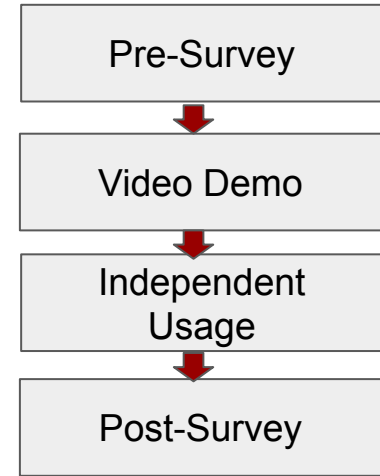 Pre-Survey
Video Demo
Independent
Usage
Post-Survey